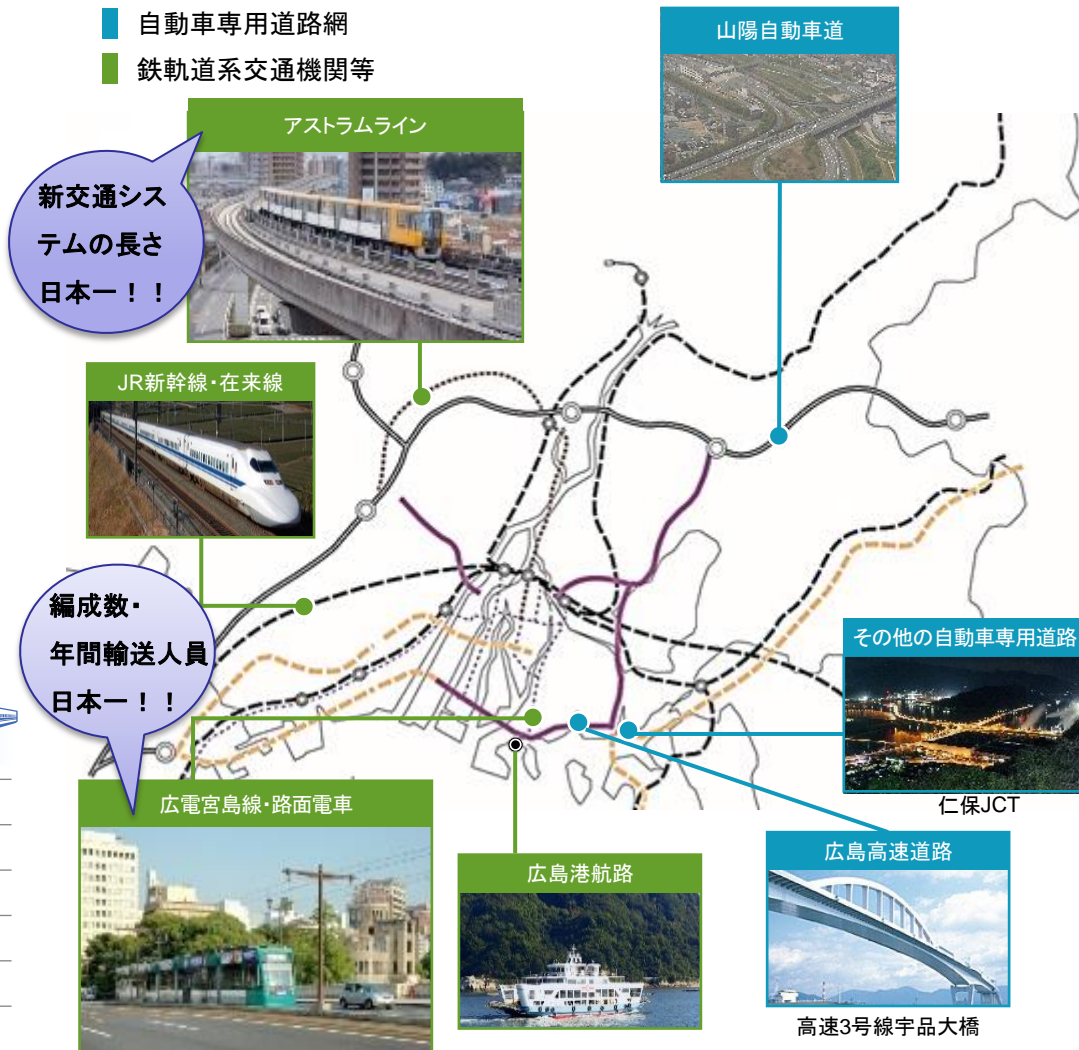 自動車専用道路網
鉄軌道系交通機関等
山陽自動車道
アストラムライン
新交通シス
テムの長さ
日本一！！
JR新幹線・在来線
編成数・
年間輸送人員
日本一！！
その他の自動車専用道路
仁保JCT
広電宮島線・路面電車
広島港航路
広島高速道路
高速3号線宇品大橋